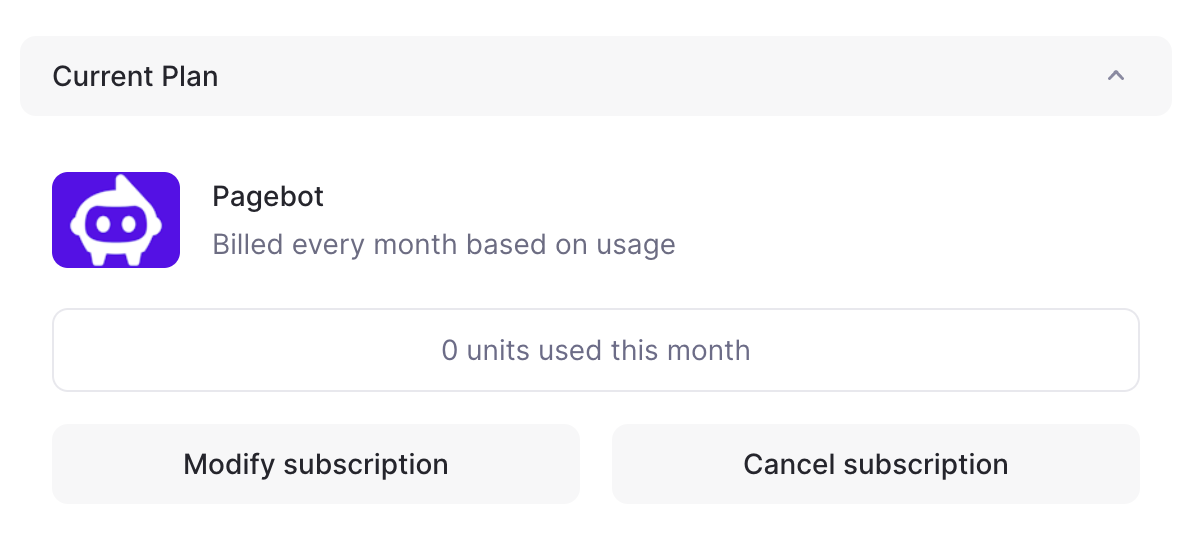 Current Plan
Pagebot
Billed every month based on usage
0 units used this month
Modify subscription
Cancel subscription